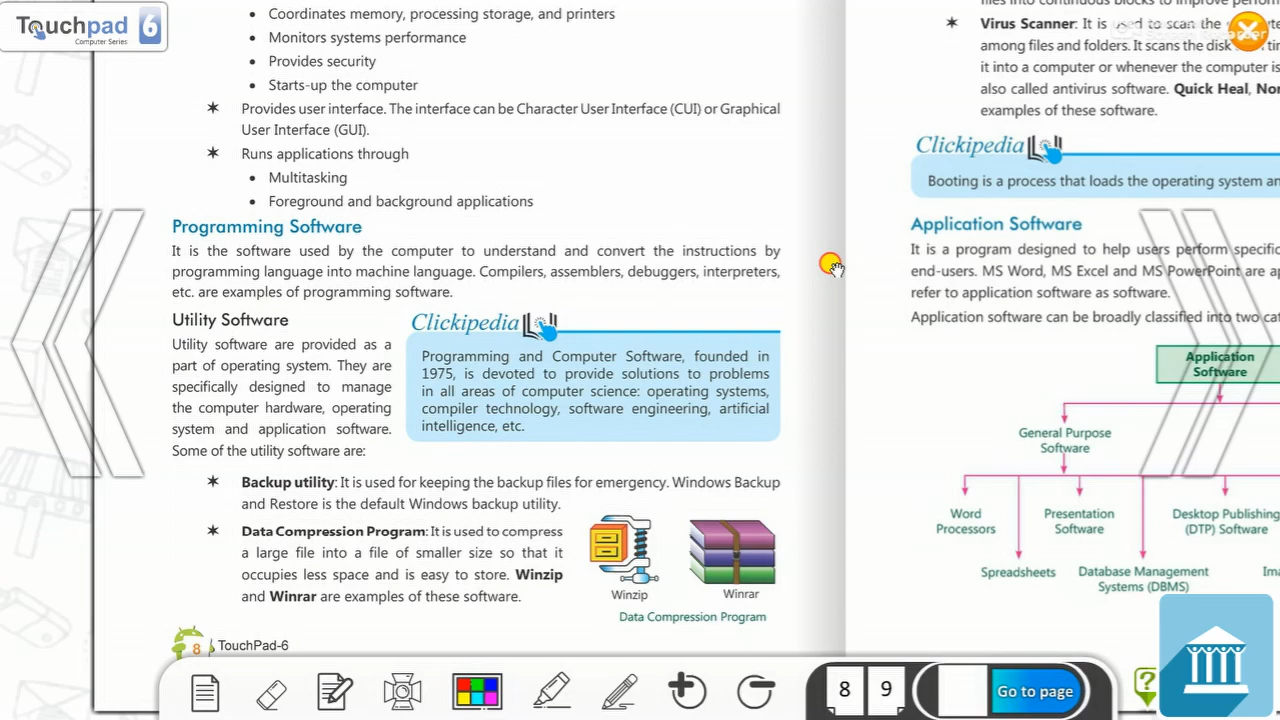 Touchpad 6
Computer Series
• Coordinates memory, processing storage, and printers
• Monitors systems performance
• Provides security
• Starts-up the computer
Provides user interface. The interface can be Character User Interface (CUI) or Graphical
User Interface (GUI).
Runs applications through
• Multitasking
• Foreground and background applications
Programming Software
It is the software used by the computer to understand and convert the instructions by
programming language into machine language. Compilers, assemblers, debuggers, interpreters,
etc. are examples of programming software.
Utility Software
Utility software are provided as a
part of operating system. They are
specifically designed to manage
the computer hardware, operating
system and application software.
Some of the utility software are:
Clickipedia
Programming and Computer Software, founded in
1975, is devoted to provide solutions to problems
in all areas of computer science: operating systems,
compiler technology, software engineering, artificial
intelligence, etc.
Backup utility: It is used for keeping the backup files for emergency. Windows Backup
and Restore is the default Windows backup utility.
Data Compression Program: It is used to compress
a large file into a file of smaller size so that it
occupies less space and is easy to store. Winzip
and Winrar are examples of these software.
Winzip
Winrar
Data Compression Program
8 TouchPad-6
files into continuous blocks to improve
Virus Scanner: It is used to scan the
among files and folders. It scans the disk
it into a computer or whenever the computer is
also called antivirus software. Quick Heal,
examples of these software.
Clickipedia
Booting is a process that loads the operating system
Application Software
It is a program designed to help users perform
end-users. MS Word, MS Excel and MS PowerPoint are
refer to application software as software.
Application software can be broadly classified into two
Application
Software
General Purpose
Software
Word
Processors
Presentation
Software
Desktop Publishing
(DTP) Software
Spreadsheets
Database Management
Systems (DBMS)
8 9
Go to page